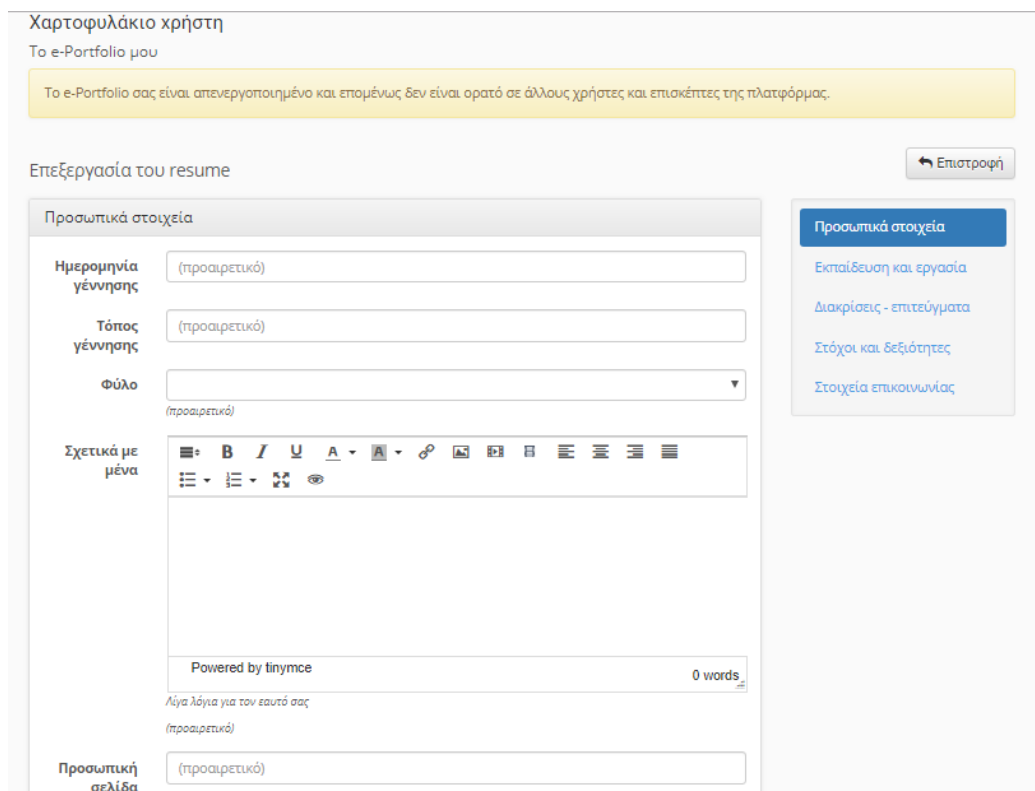 Χαρτοφυλάκιο χρήστη
Το e-Portfolio μου
Το e-Portfolio σας είναι απενεργοποιημένο και επομένως δεν είναι ορατό σε άλλους χρήστες και επισκέπτες της πλατφόρμας.
Επεξεργασία του resume
Επιστροφή
Προσωπικά στοιχεία
Ημερομηνία
γέννησης
(προαιρετικό)
Τόπος
γέννησης
(προαιρετικό)
Φύλο
(προαιρετικό)
Σχετικά με
μένα
B I U A A
Powered by tinymce
0 words
Λίγα λόγια για τον εαυτό σας
(προαιρετικό)
Προσωπική
σελίδα
(προαιρετικό)
Προσωπικά στοιχεία
Εκπαίδευση και εργασία
Διακρίσεις - επιτεύγματα
Στόχοι και δεξιότητες
Στοιχεία επικοινωνίας